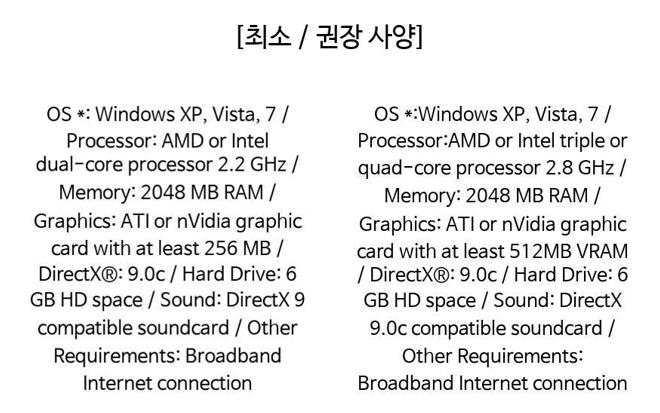 [최소 / 권장 사양]
OS *: Windows XP, Vista, 7 /
Processor: AMD or Intel
dual-core processor 2.2 GHz /
Memory: 2048 MB RAM /
Graphics: ATI or nVidia graphic
card with at least 256 MB /
DirectX®: 9.0c / Hard Drive: 6
GB HD space / Sound: DirectX 9
compatible soundcard / Other
Requirements: Broadband
Internet connection
OS *:Windows XP, Vista, 7 /
Processor:AMD or Intel triple or
quad-core processor 2.8 GHz /
Memory: 2048 MB RAM /
Graphics: ATI or nVidia graphic
card with at least 512MB VRAM
/ DirectX®: 9.0c / Hard Drive: 6
GB HD space / Sound: DirectX
9.0c compatible soundcard /
Other Requirements:
Broadband Internet connection